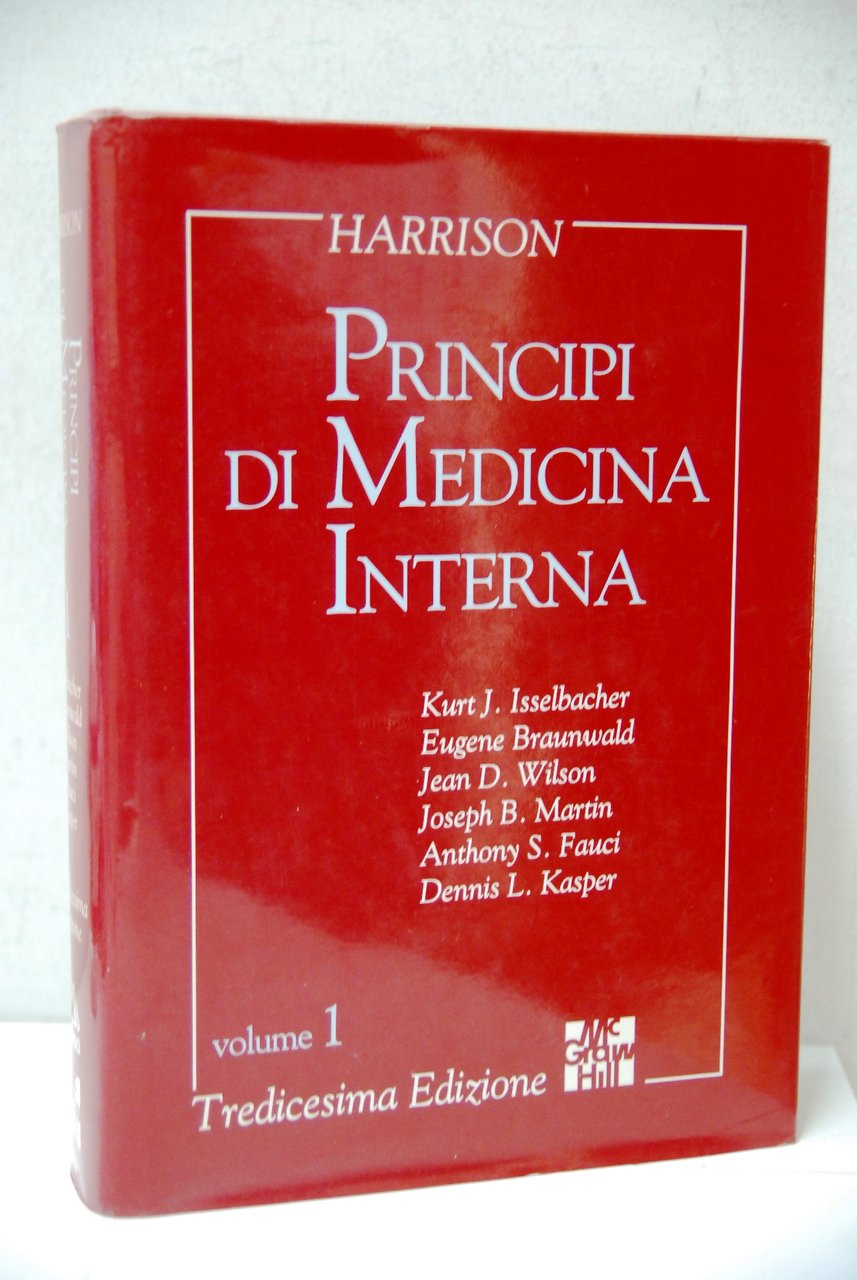 HARRISON
PRINCIPI
DI MEDICINA
INTERNA
Kurt J. Isselbacher
Eugene Braunwald
Jean D. Wilson
Joseph B. Martin
Anthony S. Fauci
Dennis L. Kasper
volume 1
Tredicesima Edizione
Mc
Graw
Hill
PRINCIPI